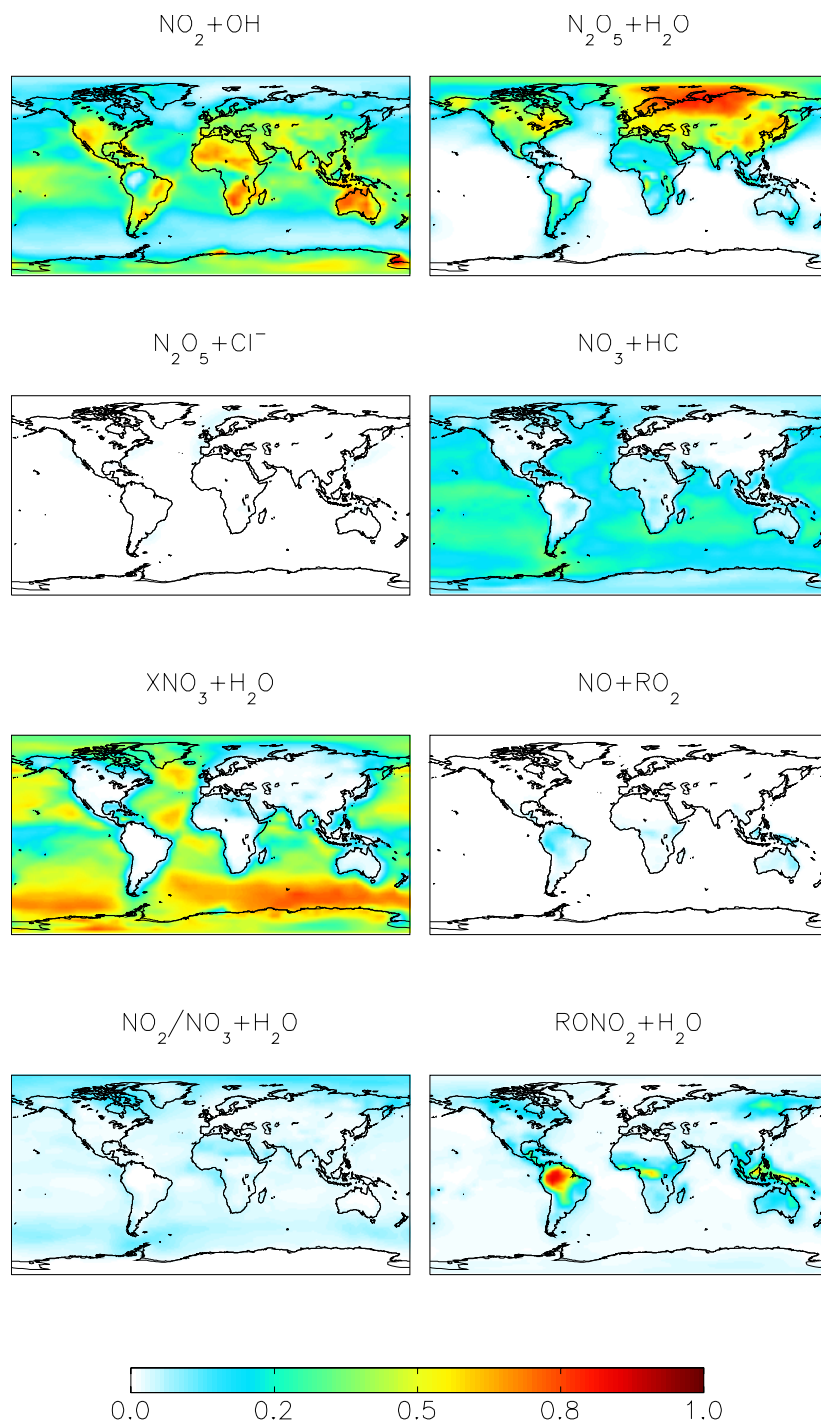 NO₂+OH
N₂O₅+H₂O
N₂O₅+Cl⁻
NO₃+HC
XNO₃+H₂O
NO+RO₂
NO₂/NO₃+H₂O
RONO₂+H₂O
0.0 0.2 0.5 0.8 1.0